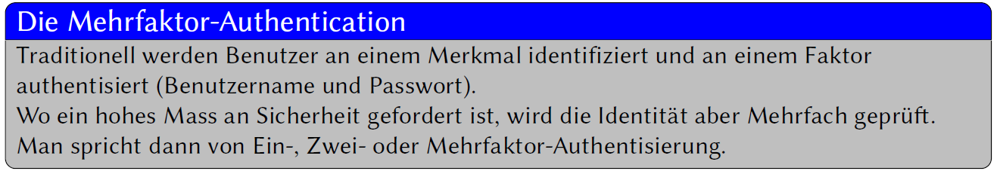 Die Mehrfaktor-Authentication
Traditionell werden Benutzer an einem Merkmal identifiziert und an einem Faktor
authentisiert (Benutzername und Passwort).
Wo ein hohes Mass an Sicherheit gefordert ist, wird die Identität aber Mehrfach geprüft.
Man spricht dann von Ein-, Zwei- oder Mehrfaktor-Authentisierung.